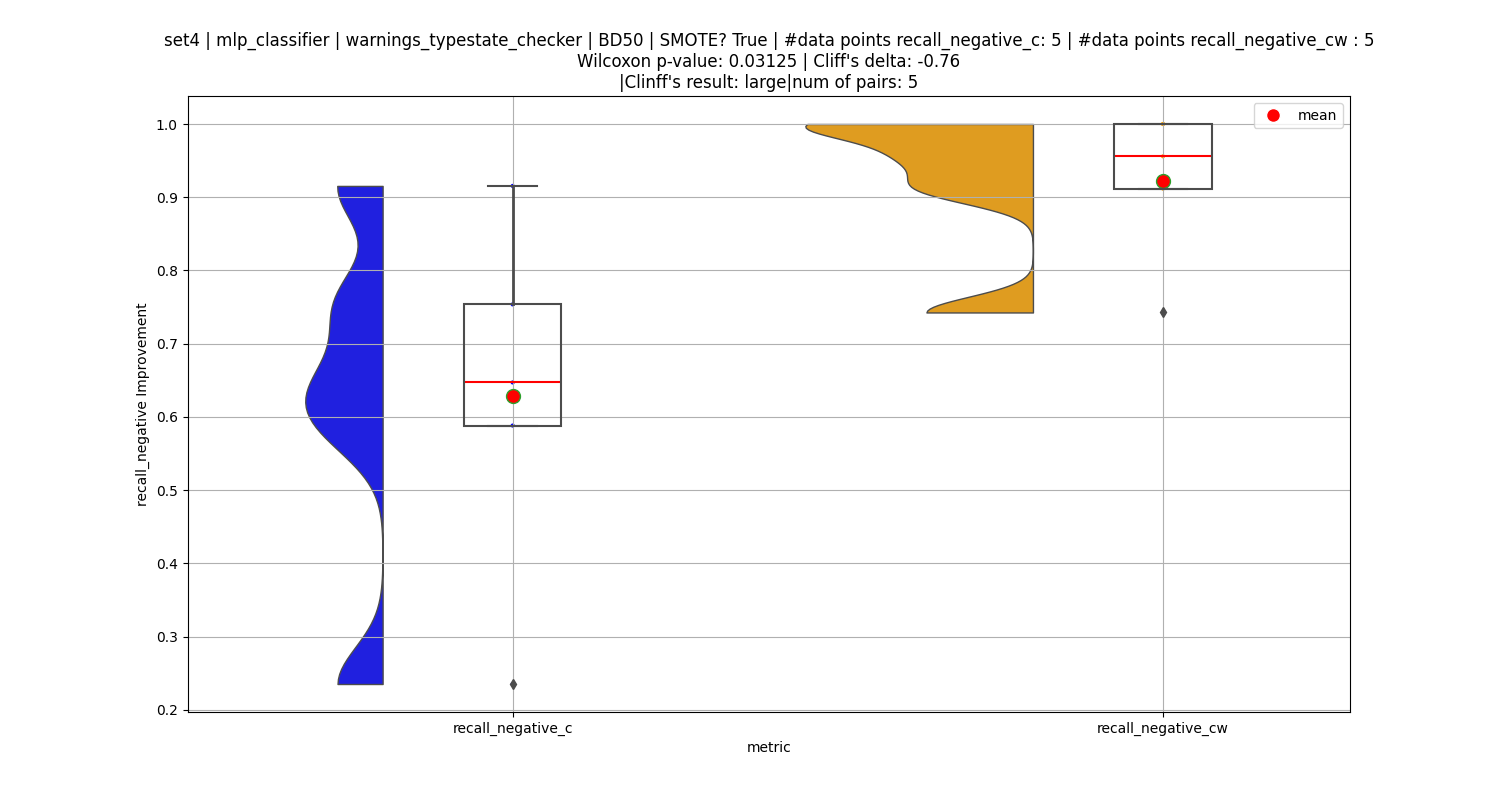 set4 | mlp_classifier | warnings_typestate_checker | BD50 | SMOTE? True | #data points recall_negative_c: 5 | #data points recall_negative_cw : 5
Wilcoxon p-value: 0.03125 | Cliff's delta: -0.76
|Clinff's result: large|num of pairs: 5
mean
1.0
0.9
0.8
0.7
0.6
0.5
0.4
0.3
0.2
recall_negative Improvement
recall_negative_c
recall_negative_cw
metric